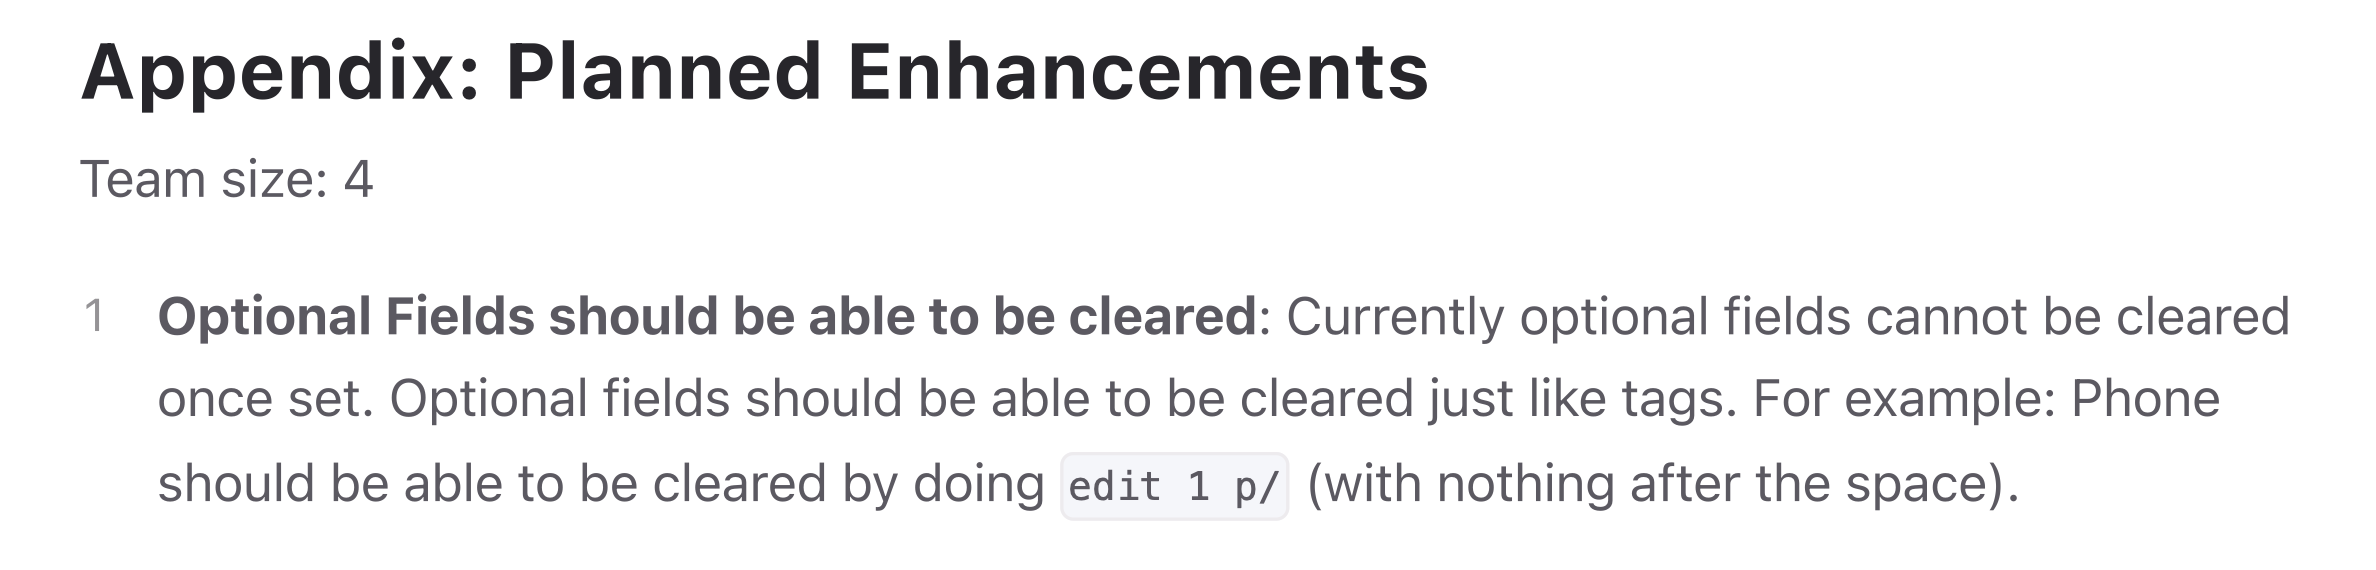 Appendix: Planned Enhancements
Team size: 4
1 Optional Fields should be able to be cleared: Currently optional fields cannot be cleared
once set. Optional fields should be able to be cleared just like tags. For example: Phone
should be able to be cleared by doing edit 1 p/ (with nothing after the space).